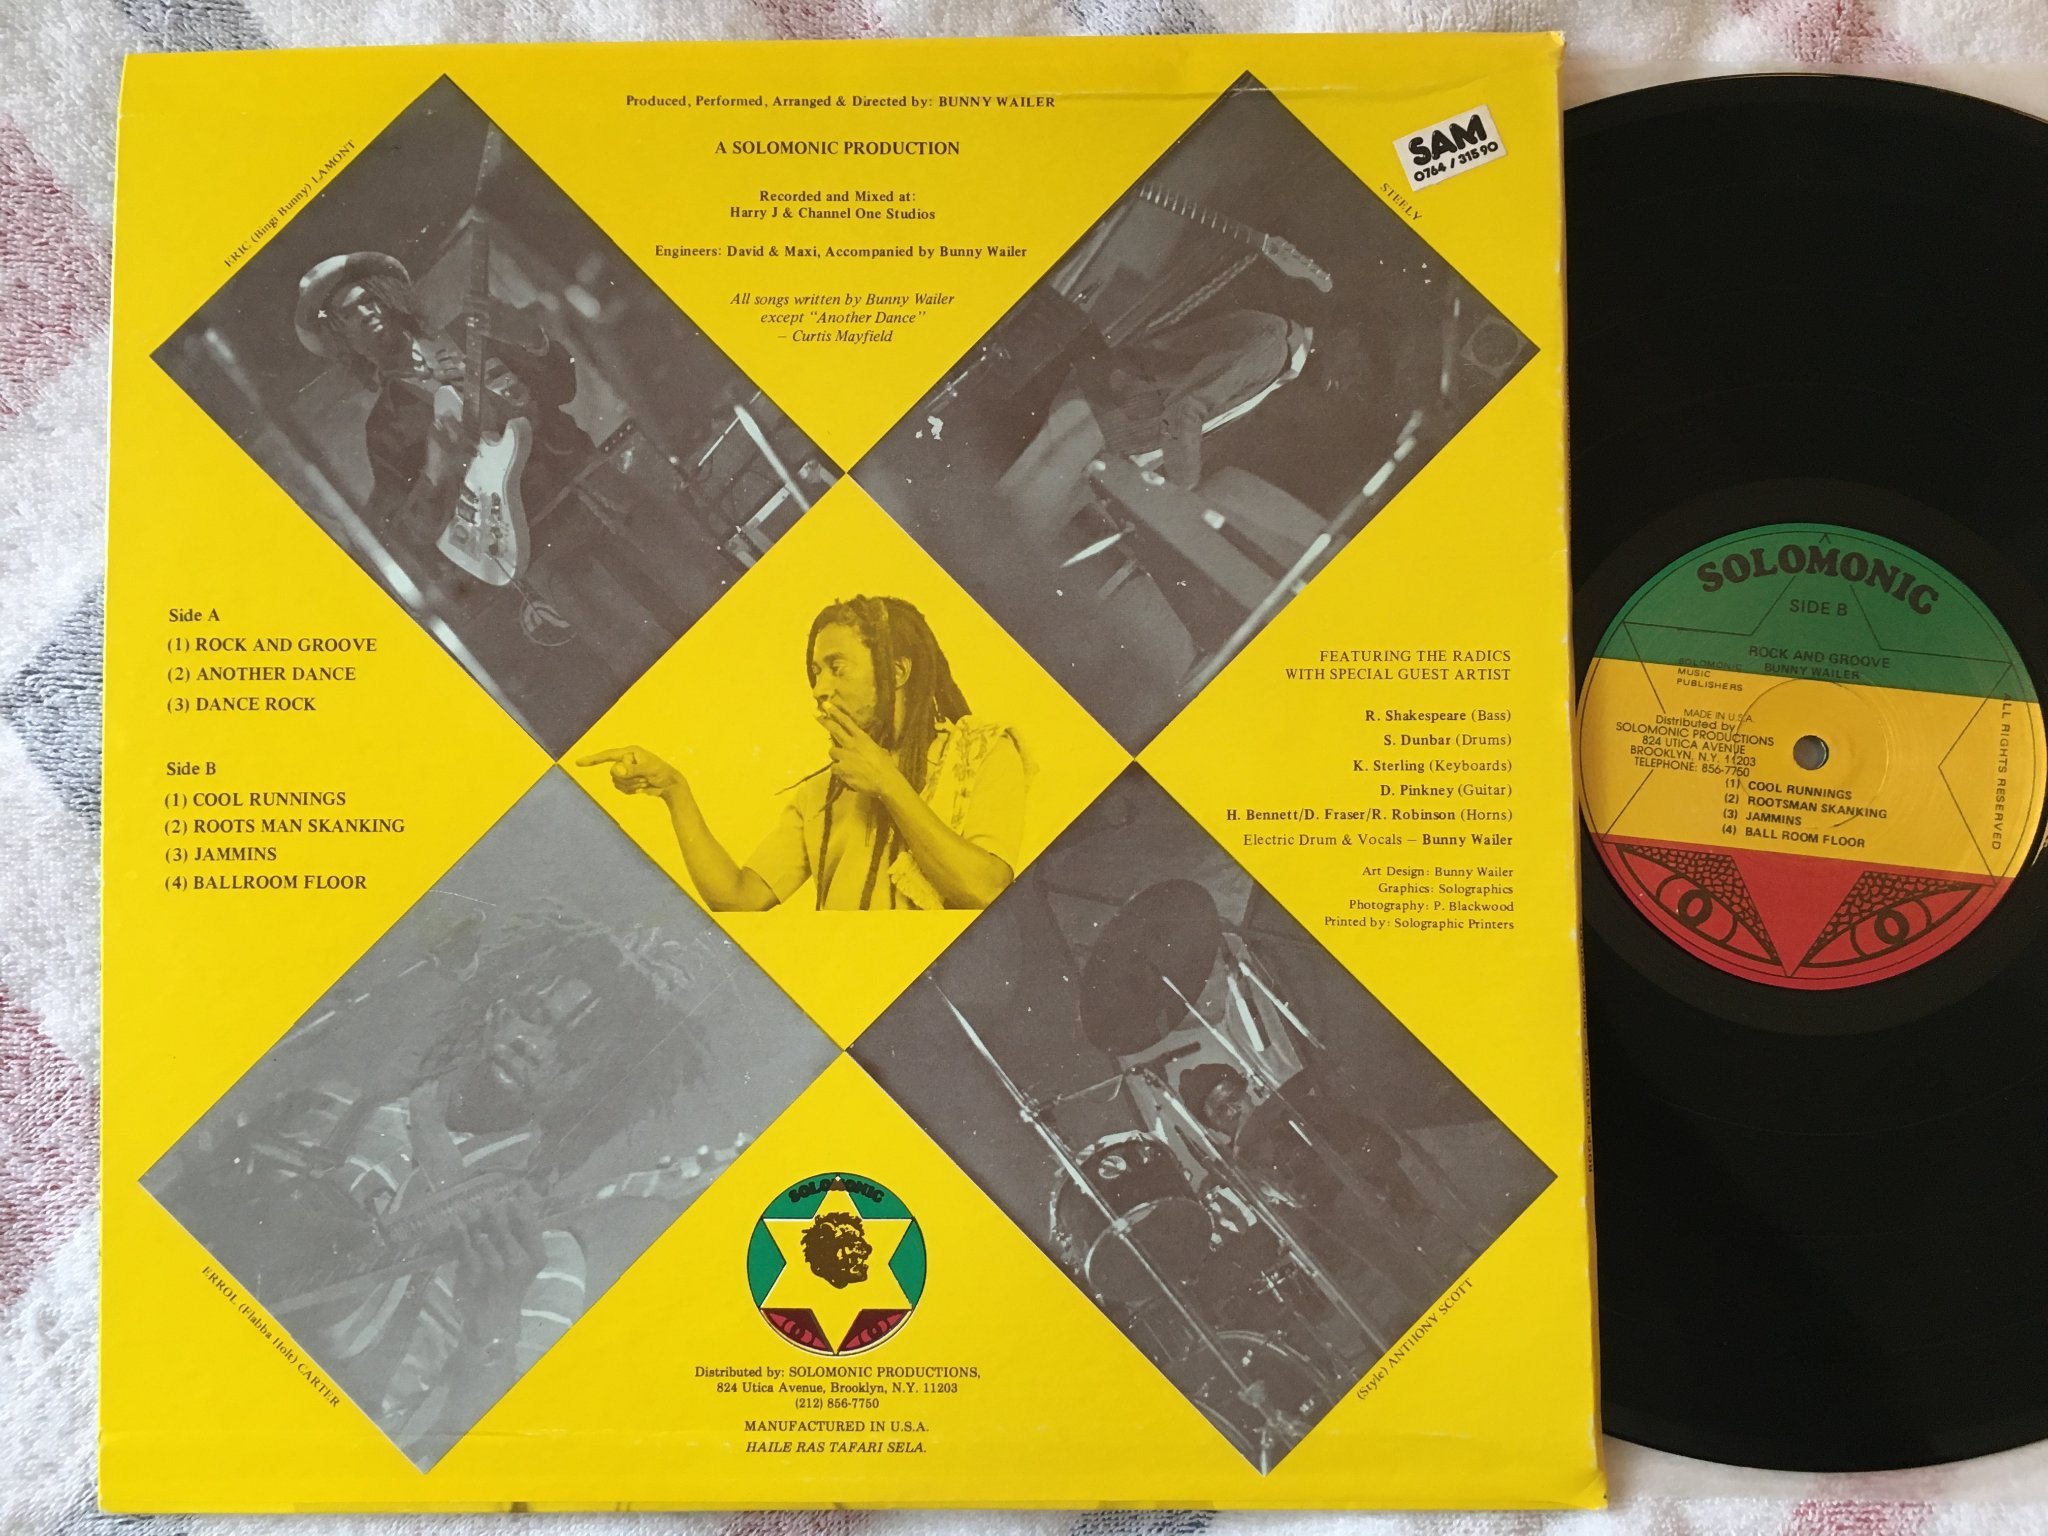 Produced, Performed, Arranged & Directed by: BUNNY WAILER
A SOLOMONIC PRODUCTION
Recorded and Mixed at:
Harry J & Channel One Studios
Engineers: David & Maxi, Accompanied by Bunny Wailer
All songs written by Bunny Wailer
except "Another Dance"
– Curtis Mayfield
ERIC (Bingi Bunny) LAMONT
SAM
0764 / 31590
STEELY
Side A
(1) ROCK AND GROOVE
(2) ANOTHER DANCE
(3) DANCE ROCK
Side B
(1) COOL RUNNINGS
(2) ROOTS MAN SKANKING
(3) JAMMINS
(4) BALLROOM FLOOR
FEATURING THE RADICS
WITH SPECIAL GUEST ARTIST
R. Shakespeare (Bass)
S. Dunbar (Drums)
K. Sterling (Keyboards)
D. Pinkney (Guitar)
H. Bennett/D. Fraser/R. Robinson (Horns)
Electric Drum & Vocals – Bunny Wailer
Art Design: Bunny Wailer
Graphics: Solographics
Photography: P. Blackwood
Printed by: Solographic Printers
ERROL (Flabba Holt) CARTER
(Style) ANTHONY SCOTT
SOLOMONIC
Distributed by: SOLOMONIC PRODUCTIONS,
824 Utica Avenue, Brooklyn, N.Y. 11203
(212) 856-7750
MANUFACTURED IN U.S.A.
HAILE RAS TAFARI SELA.
SOLOMONIC
SIDE B
ROCK AND GROOVE
BUNNY WAILER
SOLOMONIC
MUSIC
PUBLISHERS
MADE IN U.S.A.
Distributed by
SOLOMONIC PRODUCTIONS
824 UTICA AVENUE
BROOKLYN, N.Y. 11203
TELEPHONE: 856-7750
(1) COOL RUNNINGS
(2) ROOTSMAN SKANKING
(3) JAMMINS
(4) BALL ROOM FLOOR
ALL RIGHTS RESERVED
ROCK 'N' GROOVE